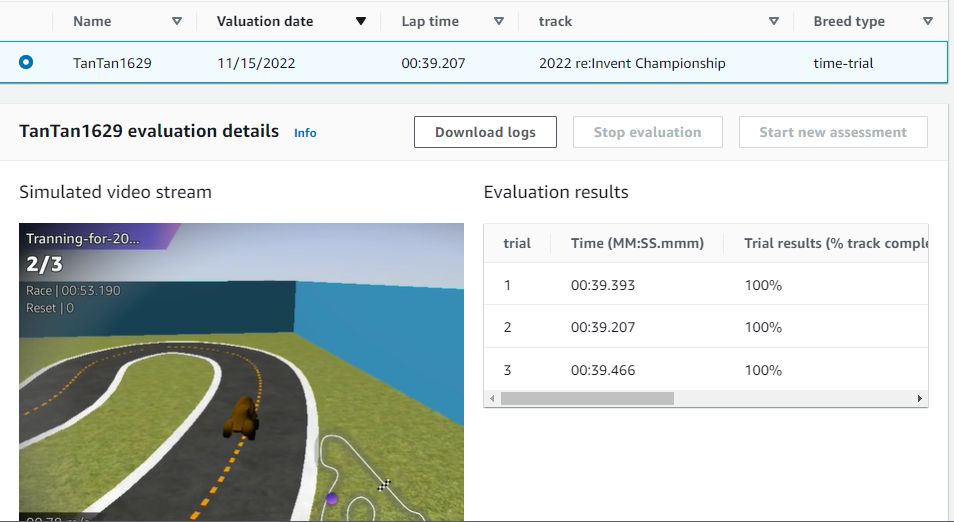 Name Valuation date Lap time track Breed type
TanTan1629 11/15/2022 00:39.207 2022 re:Invent Championship time-trial
TanTan1629 evaluation details Info Download logs Stop evaluation Start new assessment
Simulated video stream
Tranning-for-20...
2/3
Race | 00:53.190
Reset | 0
Evaluation results
trial Time (MM:SS.mmm) Trial results (% track comple
1 00:39.393 100%
2 00:39.207 100%
3 00:39.466 100%